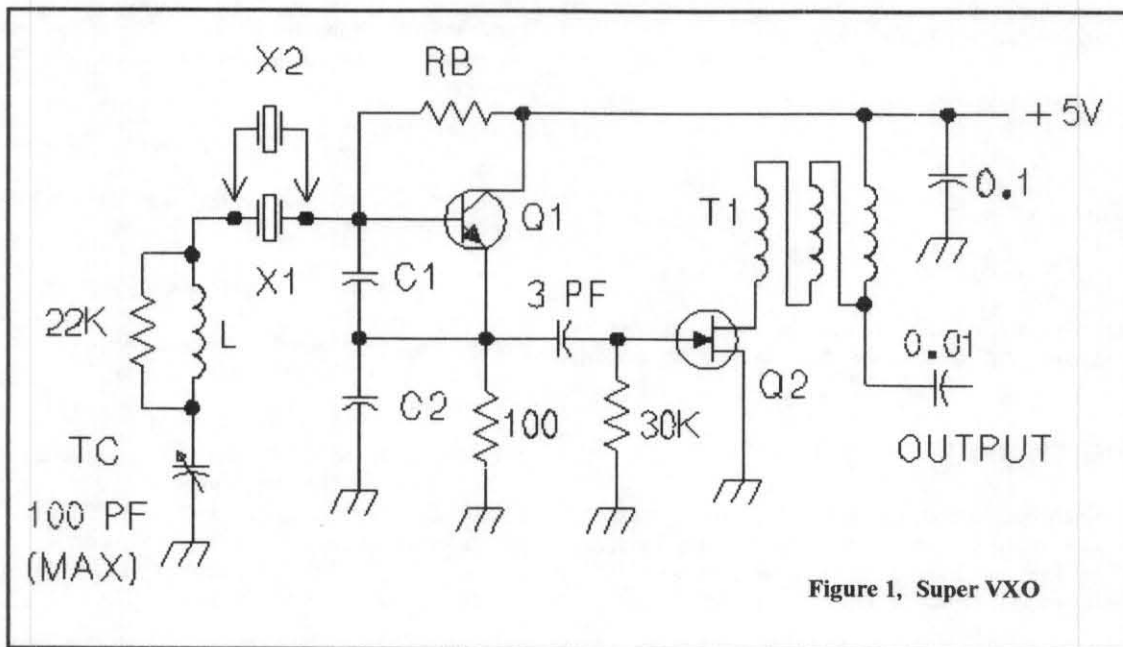 X2
RB
+ 5V
0.1
Q1
T1
X1
C1
3 PF
22K
L
0.01
C2
Q2
100
30K
TC
OUTPUT
100 PF
(MAX)
Figure 1, Super VXO